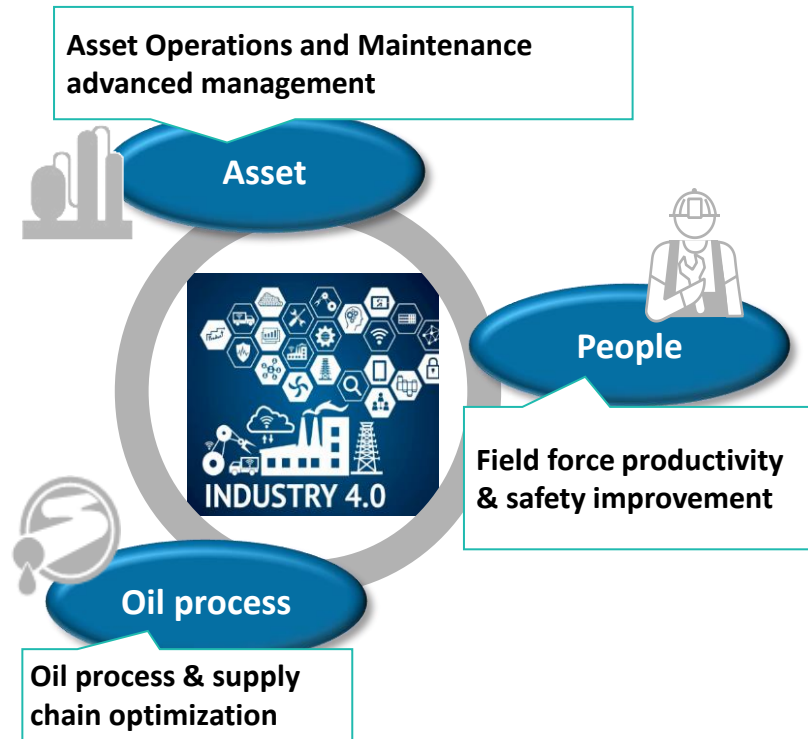 Asset Operations and Maintenance
advanced management
Asset
People
Field force productivity
& safety improvement
INDUSTRY 4.0
Oil process
Oil process & supply
chain optimization